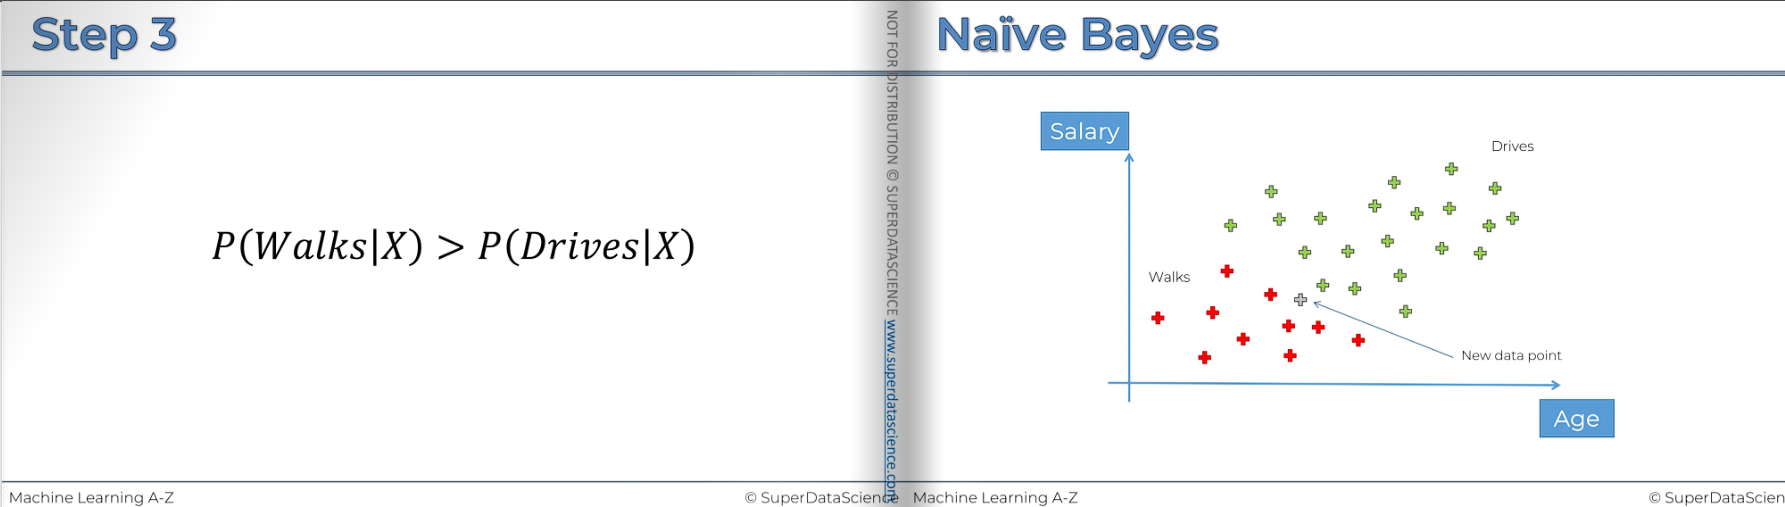 Step 3
P(Walks|X) > P(Drives|X)
Machine Learning A-Z
© SuperDataScience
NOT FOR DISTRIBUTION © SUPERDATASCIENCE www.superdatascience.com
Naïve Bayes
Salary
Drives
Walks
New data point
Age
Machine Learning A-Z
© SuperDataScien